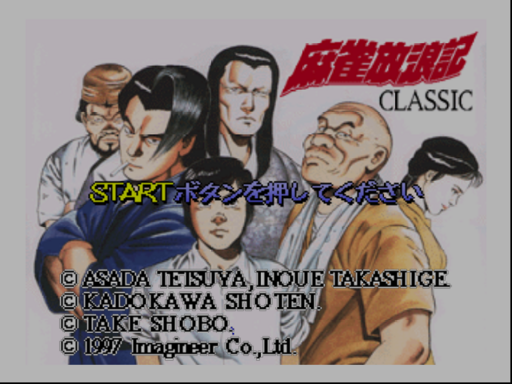 麻雀放浪記
CLASSIC
STARTボタンを押してください
© ASADA TETSUYA, INOUE TAKASHIGE.
© KADOKAWA SHOTEN.
© TAKE SHOBO.
© 1997 Imagineer Co.,Ltd.